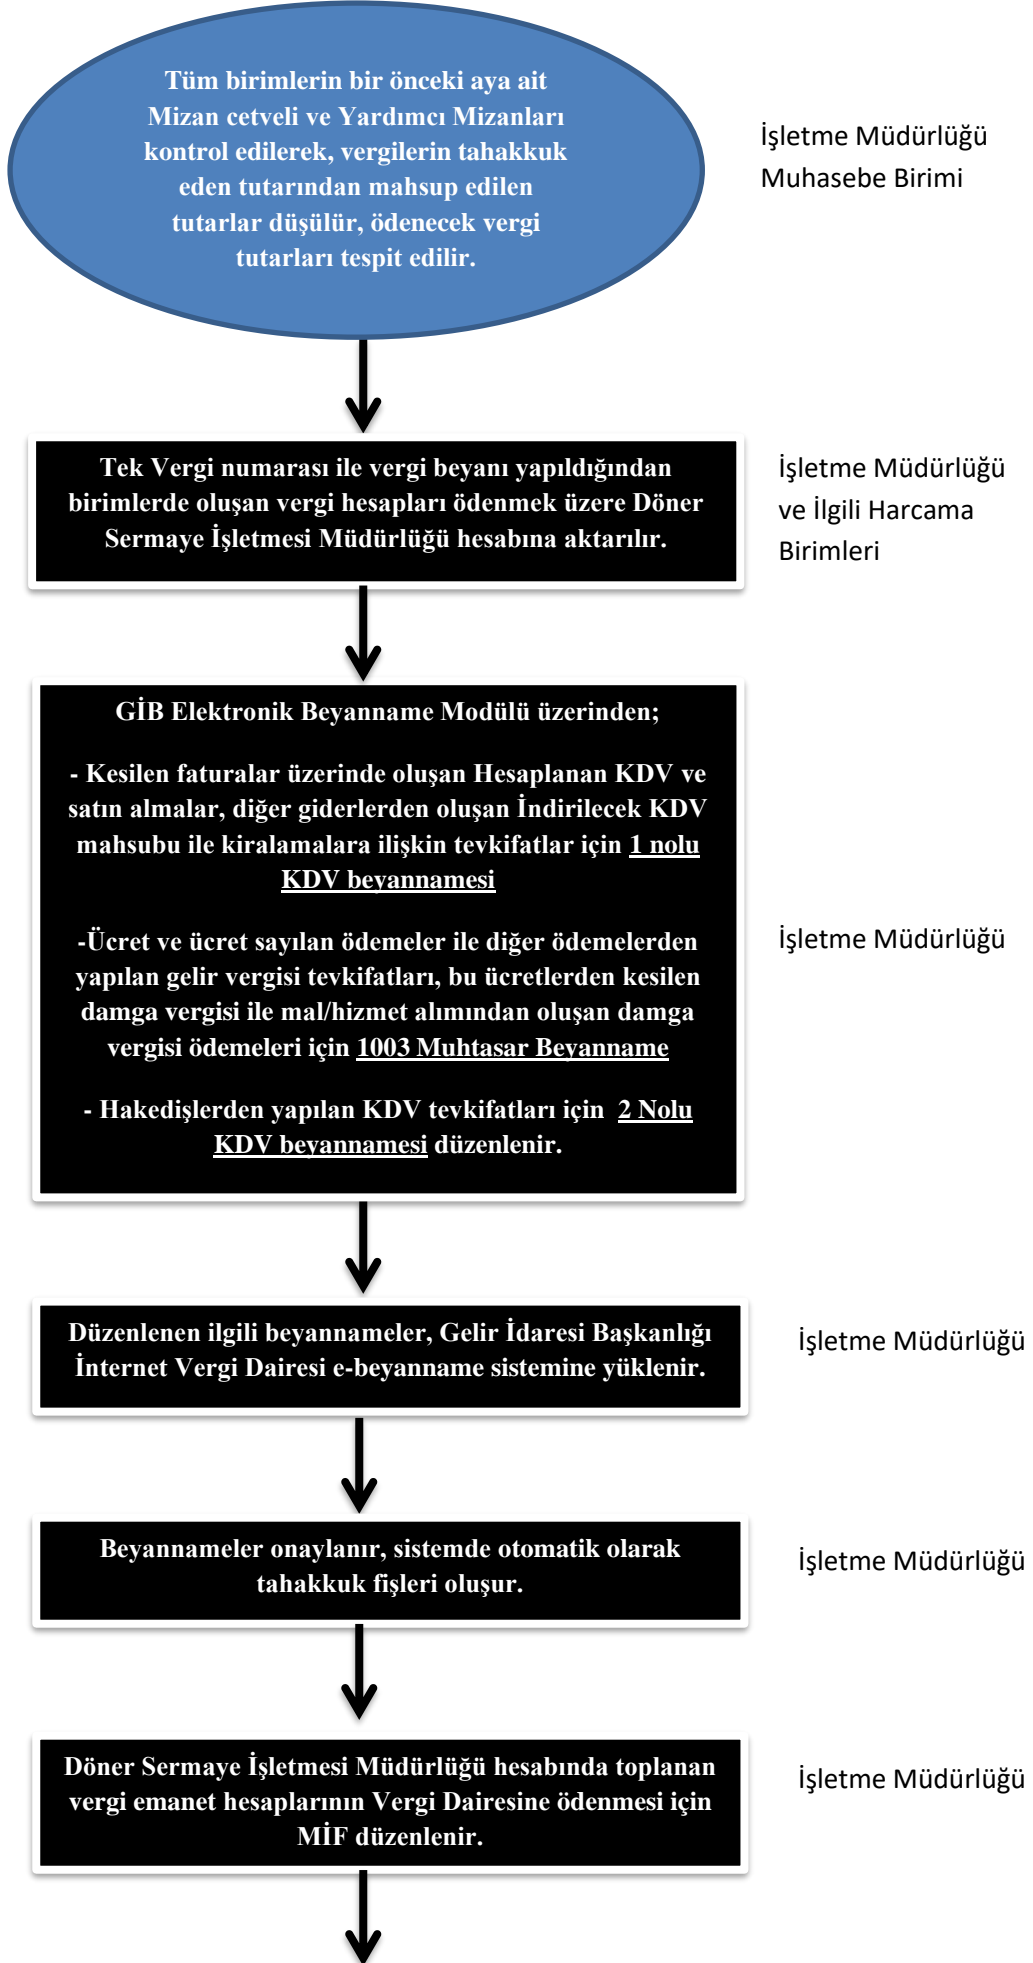 Tüm birimlerin bir önceki aya ait
Mizan cetveli ve Yardımcı Mizanları
kontrol edilerek, vergilerin tahakkuk
eden tutarından mahsup edilen
tutarlar düşülür, ödenecek vergi
tutarları tespit edilir.
İşletme Müdürlüğü
Muhasebe Birimi
Tek Vergi numarası ile vergi beyanı yapıldığından
birimlerde oluşan vergi hesapları ödenmek üzere Döner
Sermaye İşletmesi Müdürlüğü hesabına aktarılır.
İşletme Müdürlüğü
ve İlgili Harcama
Birimleri
GİB Elektronik Beyanname Modülü üzerinden;
- Kesilen faturalar üzerinde oluşan Hesaplanan KDV ve
satın almalar, diğer giderlerden oluşan İndirilecek KDV
mahsubu ile kiralamalara ilişkin tevkifatlar için 1 nolu
KDV beyannamesi
-Ücret ve ücret sayılan ödemeler ile diğer ödemelerden
yapılan gelir vergisi tevkifatları, bu ücretlerden kesilen
damga vergisi ile mal/hizmet alımından oluşan damga
vergisi ödemeleri için 1003 Muhtasar Beyanname
- Hakedişlerden yapılan KDV tevkifatları için 2 Nolu
KDV beyannamesi düzenlenir.
İşletme Müdürlüğü
Düzenlenen ilgili beyannameler, Gelir İdaresi Başkanlığı
İnternet Vergi Dairesi e-beyanname sistemine yüklenir.
İşletme Müdürlüğü
Beyannameler onaylanır, sistemde otomatik olarak
tahakkuk fişleri oluşur.
İşletme Müdürlüğü
Döner Sermaye İşletmesi Müdürlüğü hesabında toplanan
vergi emanet hesaplarının Vergi Dairesine ödenmesi için
MİF düzenlenir.
İşletme Müdürlüğü